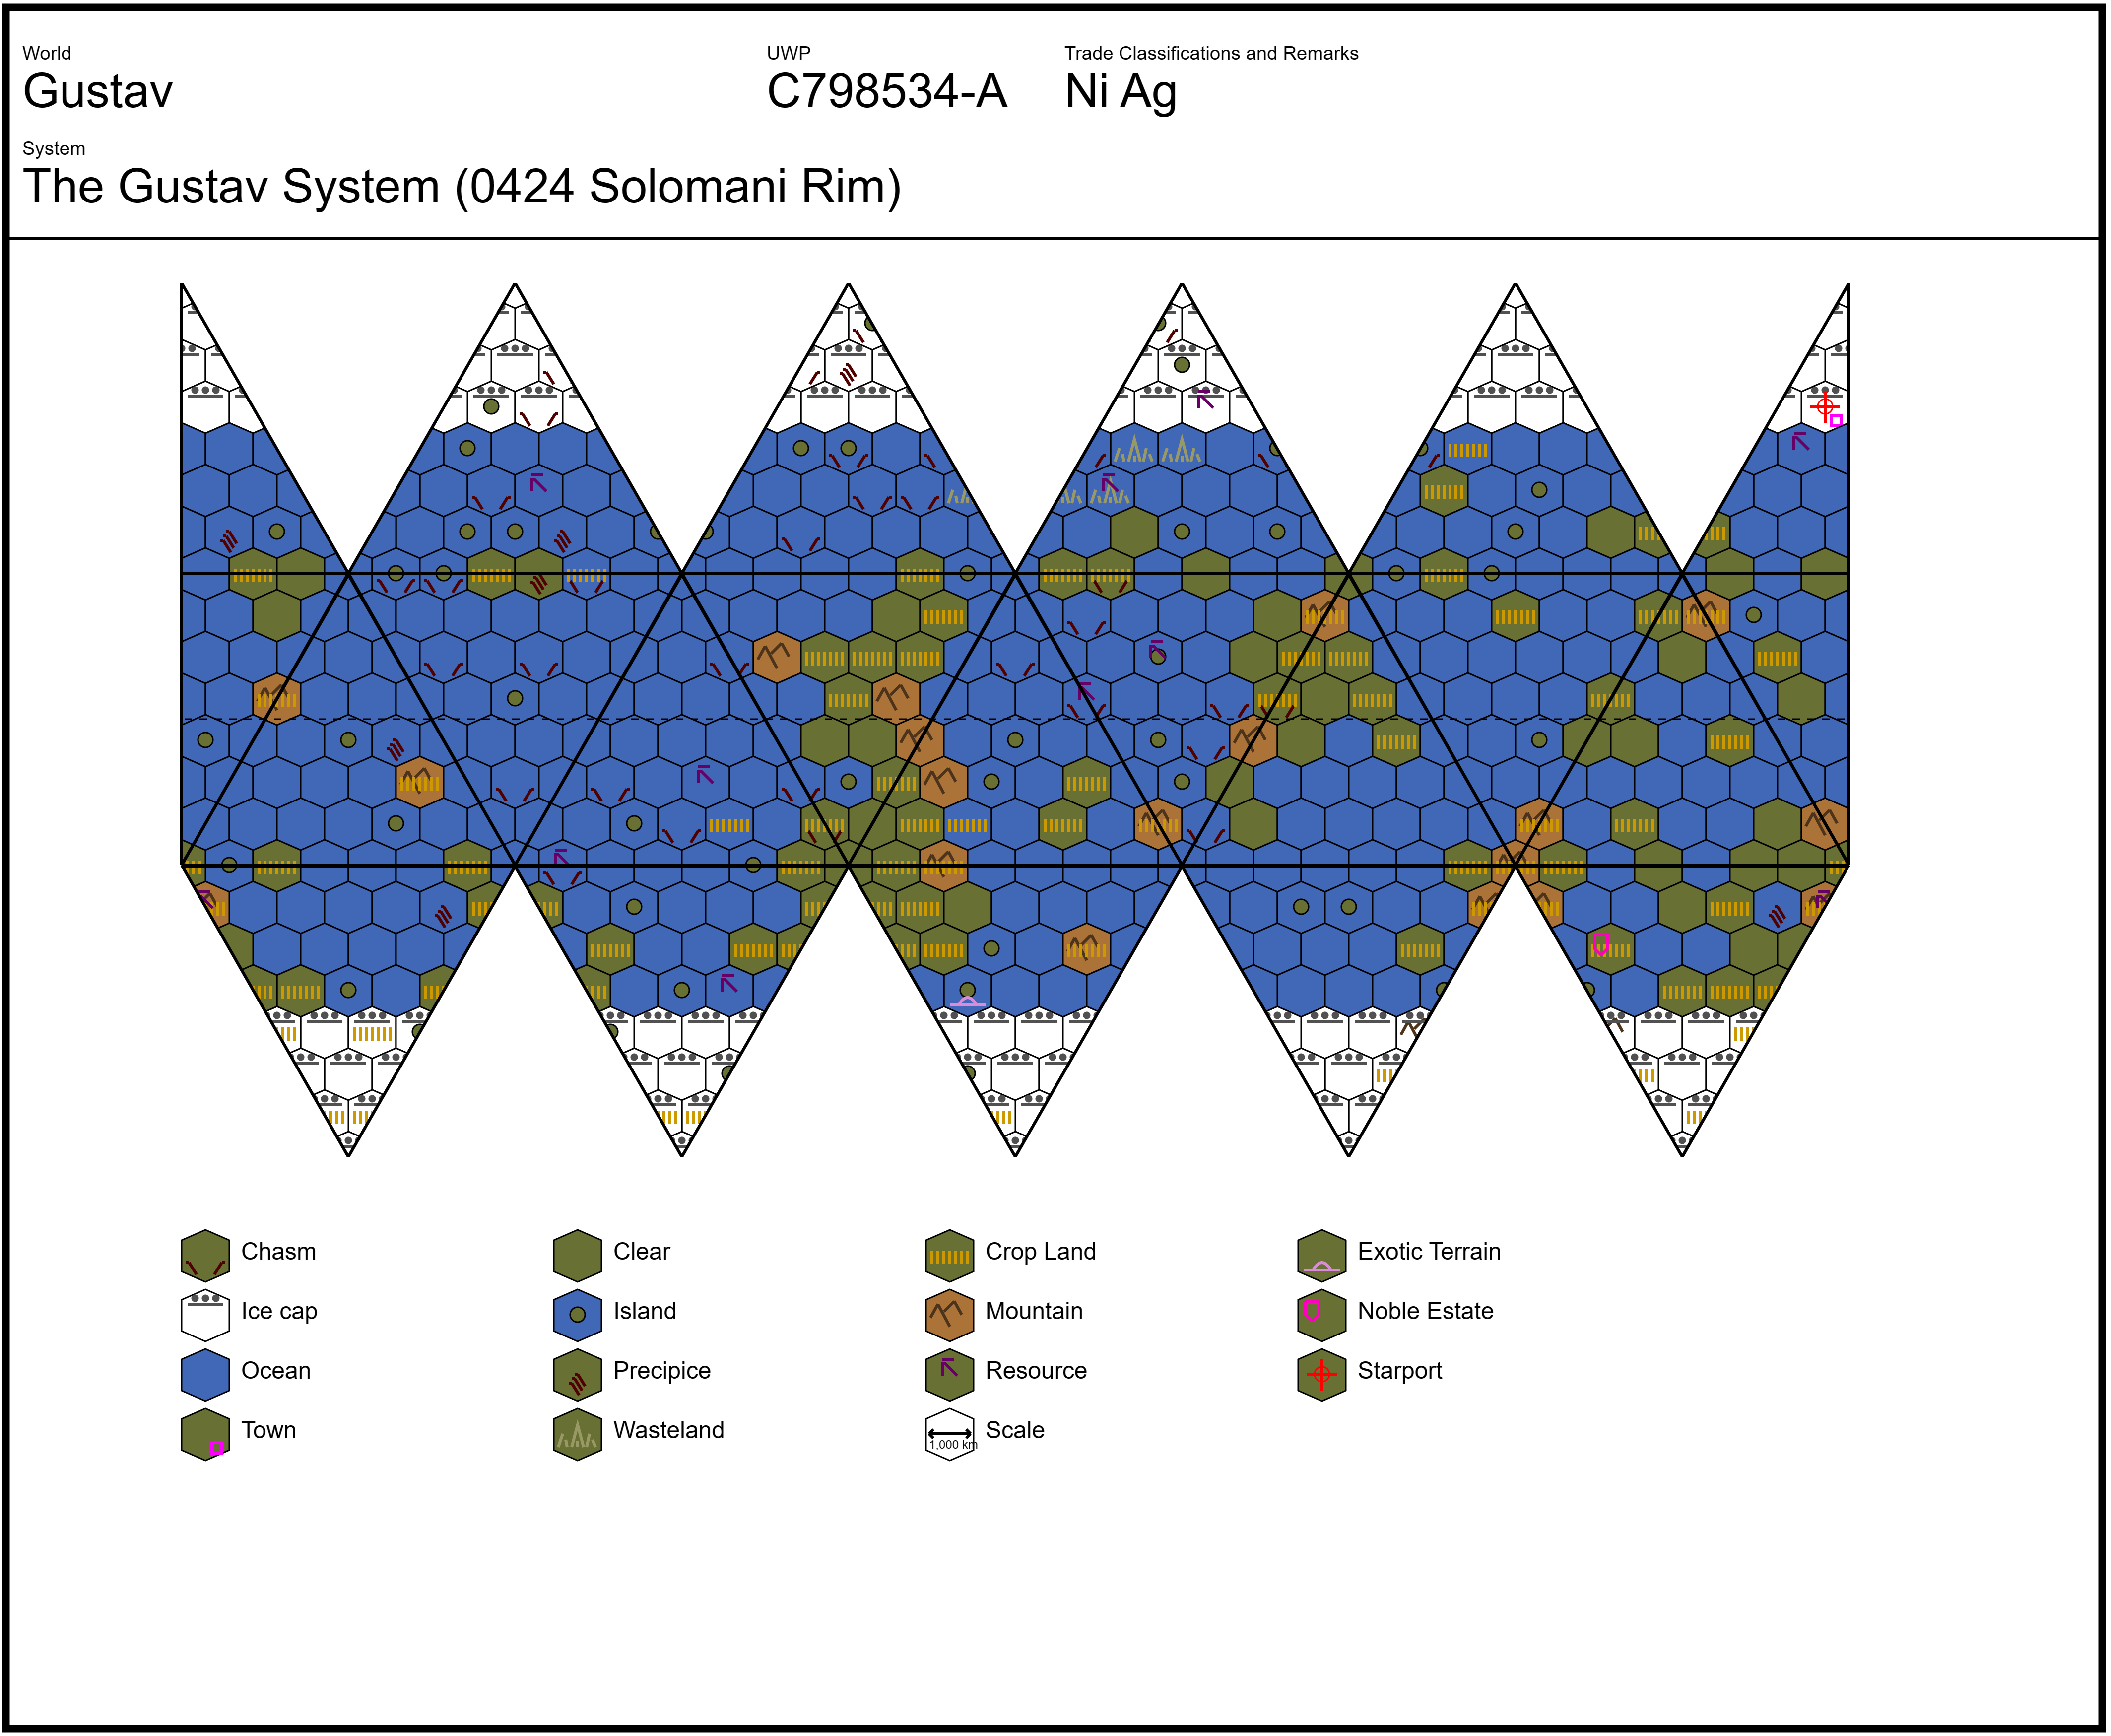 World
Gustav
UWP
C798534-A
Trade Classifications and Remarks
Ni Ag
System
The Gustav System (0424 Solomani Rim)
Chasm
Clear
Crop Land
Exotic Terrain
Ice cap
Island
Mountain
Noble Estate
Ocean
Precipice
Resource
Starport
Town
Wasteland
1,000 km
Scale